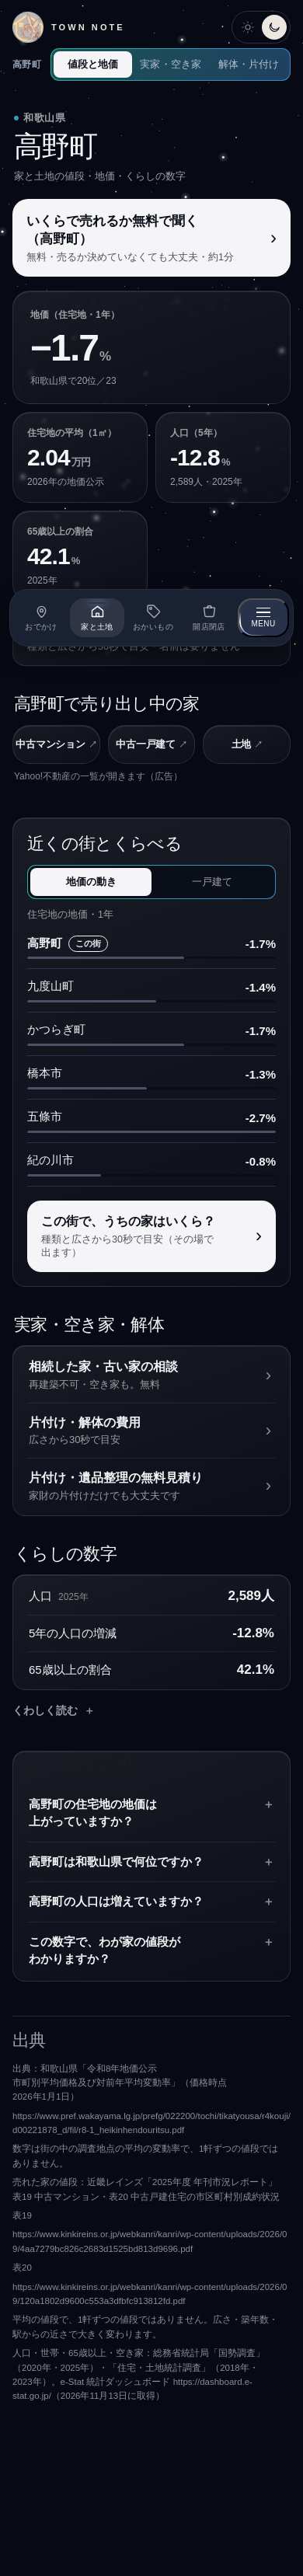 TOWN NOTE
高野町
値段と地価
実家・空き家
解体・片付け
和歌山県
高野町
家と土地の値段・地価・くらしの数字
いくらで売れるか無料で聞く
（高野町）
無料・売るか決めていなくても大丈夫・約1分
›
地価（住宅地・1年）
−1.7%
和歌山県で20位／23
住宅地の平均（1㎡）
2.04万円
2026年の地価公示
人口（5年）
-12.8%
2,589人・2025年
65歳以上の割合
42.1%
2025年
おでかけ
家と土地
おかいもの
開店閉店
MENU
種類と広さから30秒で目安・名前は要りません
高野町で売り出し中の家
中古マンション ↗
中古一戸建て ↗
土地 ↗
Yahoo!不動産の一覧が開きます（広告）
近くの街とくらべる
地価の動き
一戸建て
住宅地の地価・1年
高野町 この街 -1.7%
九度山町 -1.4%
かつらぎ町 -1.7%
橋本市 -1.3%
五條市 -2.7%
紀の川市 -0.8%
この街で、うちの家はいくら？
種類と広さから30秒で目安（その場で
出ます）
›
実家・空き家・解体
相続した家・古い家の相談
再建築不可・空き家も。無料
›
片付け・解体の費用
広さから30秒で目安
›
片付け・遺品整理の無料見積り
家財の片付けだけでも大丈夫です
›
くらしの数字
人口 2025年 2,589人
5年の人口の増減 -12.8%
65歳以上の割合 42.1%
くわしく読む ＋
高野町の住宅地の地価は
上がっていますか？ ＋
高野町は和歌山県で何位ですか？ ＋
高野町の人口は増えていますか？ ＋
この数字で、わが家の値段が
わかりますか？ ＋
出典
出典：和歌山県「令和8年地価公示
市町別平均価格及び対前年平均変動率」（価格時点
2026年1月1日）
https://www.pref.wakayama.lg.jp/prefg/022200/tochi/tikatyousa/r4kouji/
d00221878_d/fil/r8-1_heikinhendouritsu.pdf
数字は街の中の調査地点の平均の変動率で、1軒ずつの値段では
ありません。
売れた家の値段：近畿レインズ「2025年度 年刊市況レポート」
表19 中古マンション・表20 中古戸建住宅の市区町村別成約状況
表19
https://www.kinkireins.or.jp/webkanri/kanri/wp-content/uploads/2026/0
9/4aa7279bc826c2683d1525bd813d9696.pdf
表20
https://www.kinkireins.or.jp/webkanri/kanri/wp-content/uploads/2026/0
9/120a1802d9600c553a3dfbfc913812fd.pdf
平均の値段で、1軒ずつの値段ではありません。広さ・築年数・
駅からの近さで大きく変わります。
人口・世帯・65歳以上・空き家：総務省統計局「国勢調査」
（2020年・2025年）・「住宅・土地統計調査」（2018年・
2023年）、e-Stat 統計ダッシュボード https://dashboard.e-
stat.go.jp/（2026年11月13日に取得）